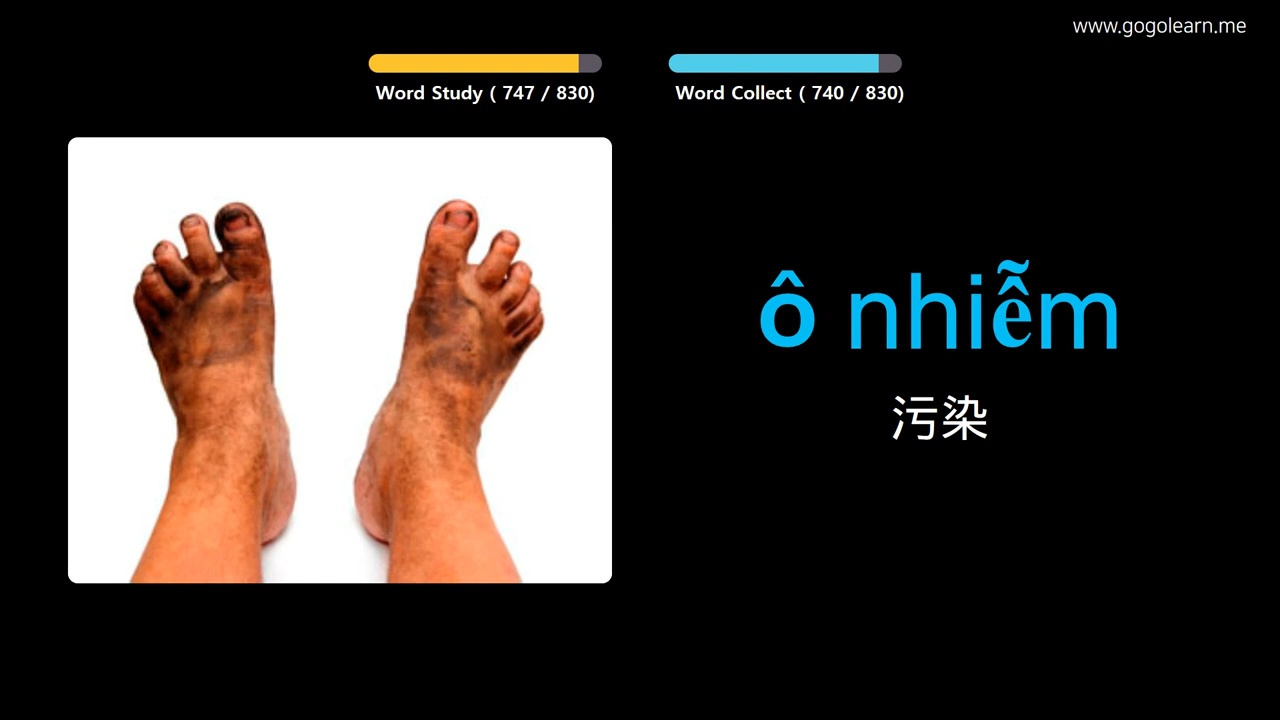 www.gogolearn.me
Word Study ( 747 / 830)
Word Collect ( 740 / 830)
ô nhiễm
污染